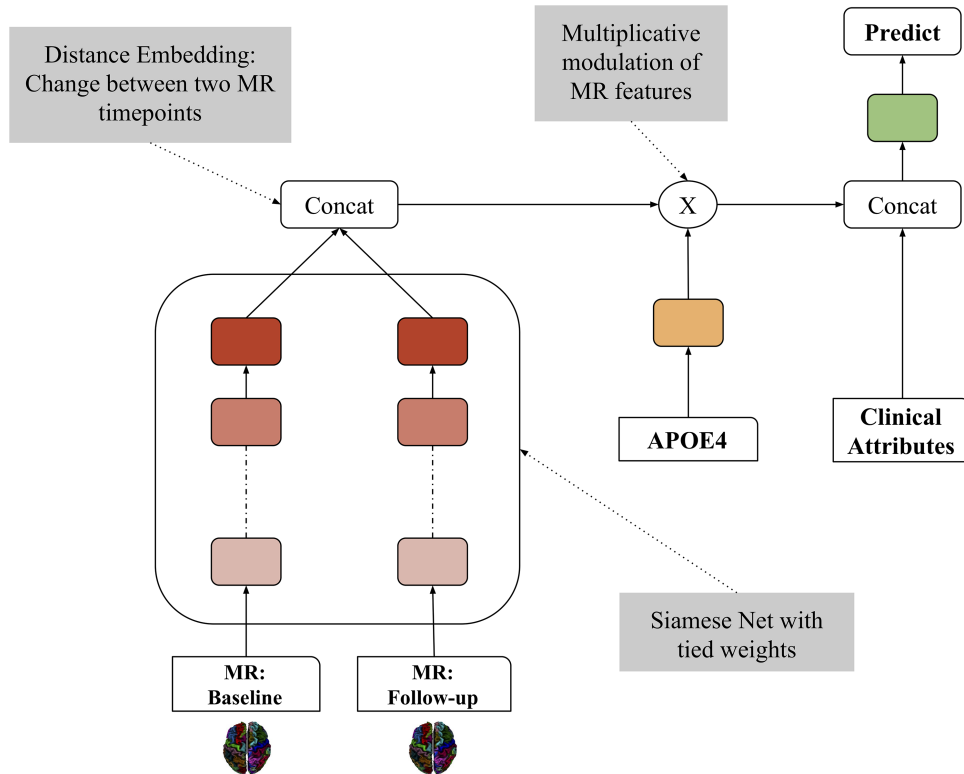 Distance Embedding:
Change between two MR
timepoints
Multiplicative
modulation of
MR features
Predict
Concat
X
Concat
APOE4
Clinical
Attributes
Siamese Net with
tied weights
MR:
Baseline
MR:
Follow-up